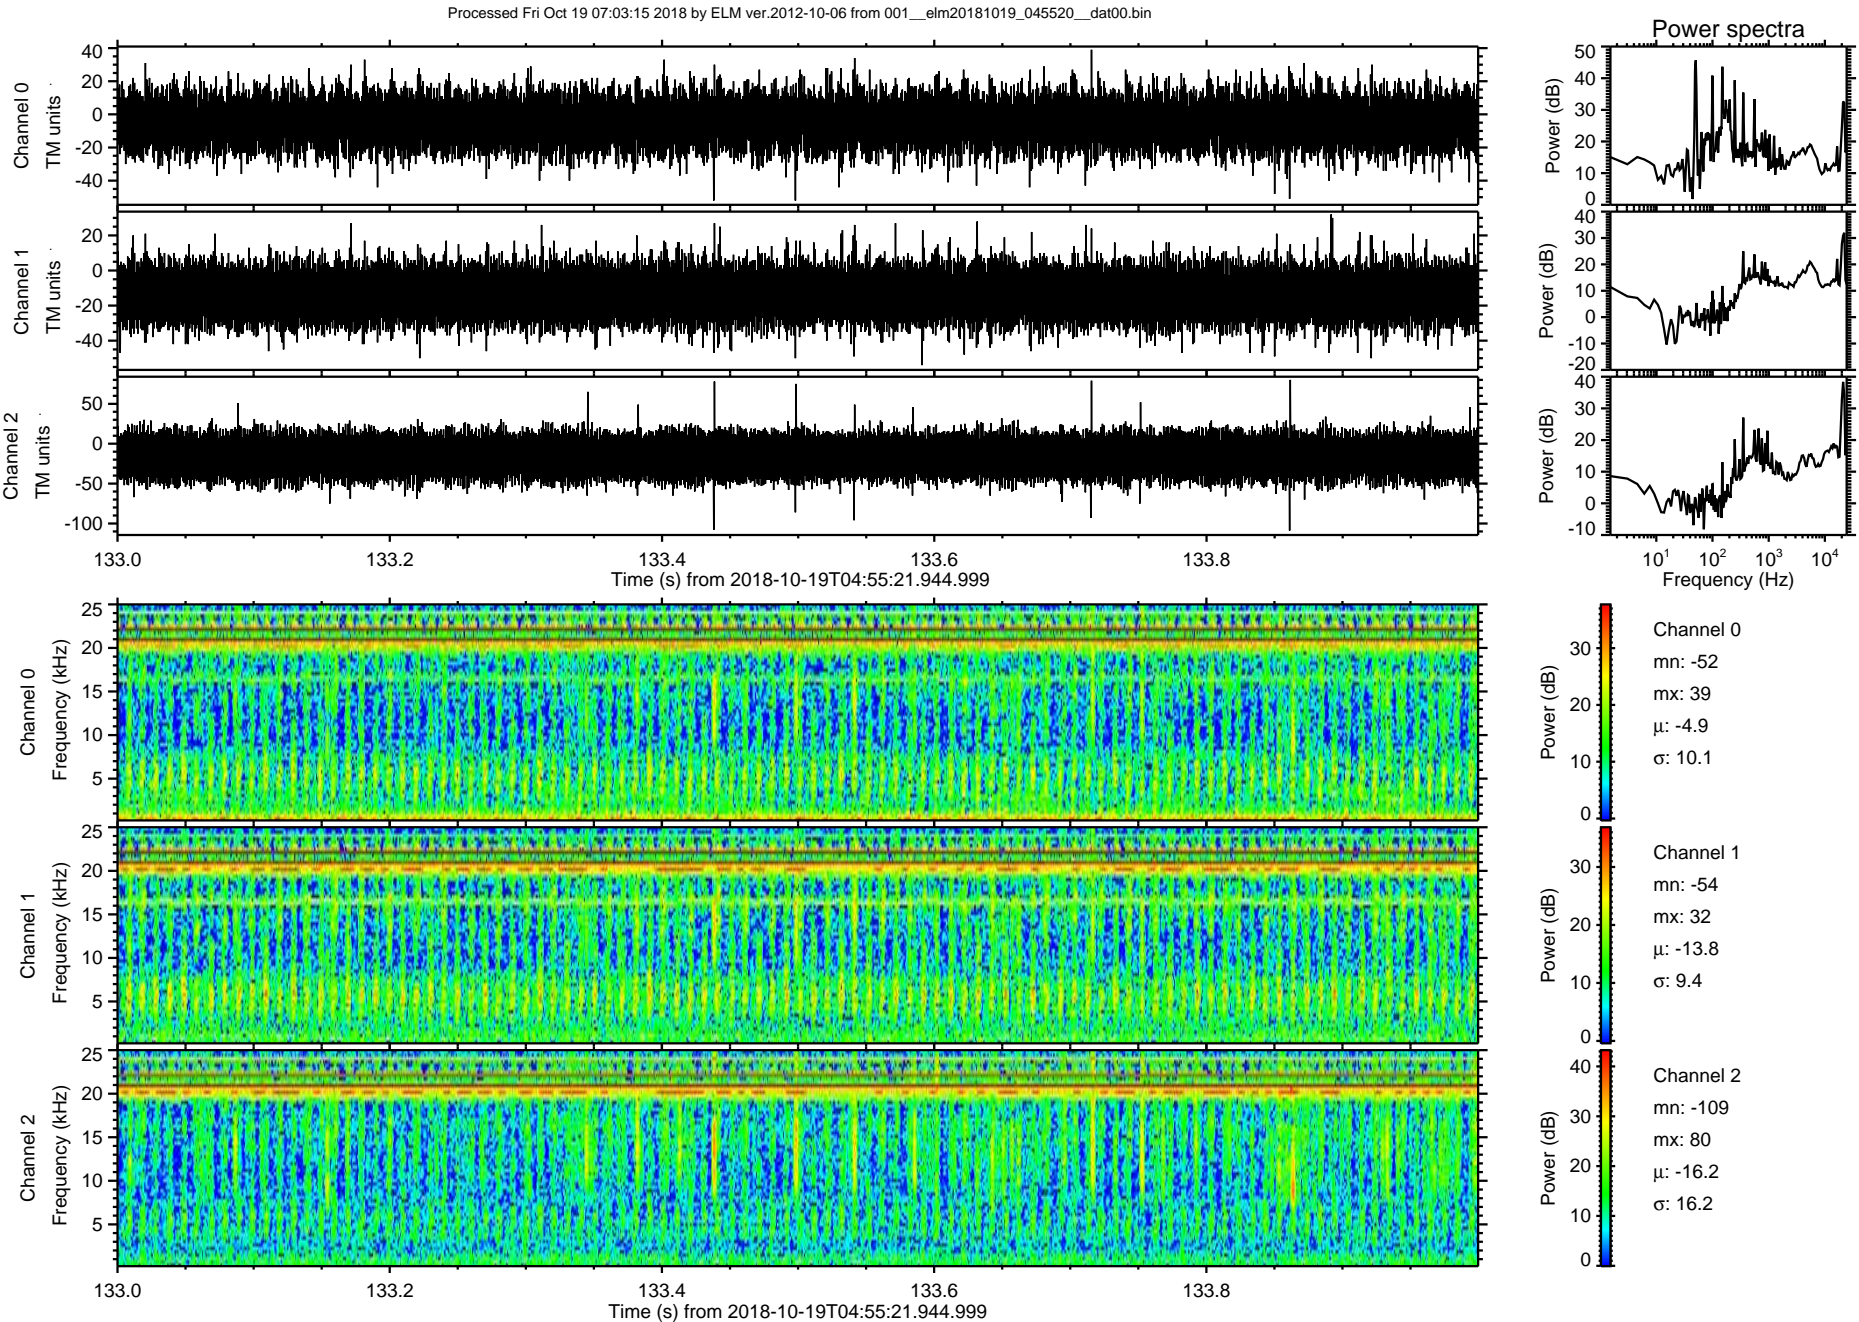 Processed Fri Oct 19 07:03:15 2018 by ELM ver.2012-10-06 from 001__elm20181019_045520__dat00.bin
Power spectra
Channel 0
TM units
40
20
0
-20
-40
Power (dB)
50
40
30
20
10
0
Channel 1
TM units
20
0
-20
-40
Power (dB)
40
30
20
10
0
-10
-20
Channel 2
TM units
50
0
-50
-100
Power (dB)
40
30
20
10
0
-10
133.0 133.2 133.4 133.6 133.8
Time (s) from 2018-10-19T04:55:21.944.999
10^1 10^2 10^3 10^4
Frequency (Hz)
Channel 0
Frequency (kHz)
25
20
15
10
5
Power (dB)
30
20
10
0
Channel 0
mn: -52
mx: 39
µ: -4.9
σ: 10.1
Channel 1
Frequency (kHz)
25
20
15
10
5
Power (dB)
30
20
10
0
Channel 1
mn: -54
mx: 32
µ: -13.8
σ: 9.4
Channel 2
Frequency (kHz)
25
20
15
10
5
Power (dB)
40
30
20
10
0
Channel 2
mn: -109
mx: 80
µ: -16.2
σ: 16.2
133.0 133.2 133.4 133.6 133.8
Time (s) from 2018-10-19T04:55:21.944.999